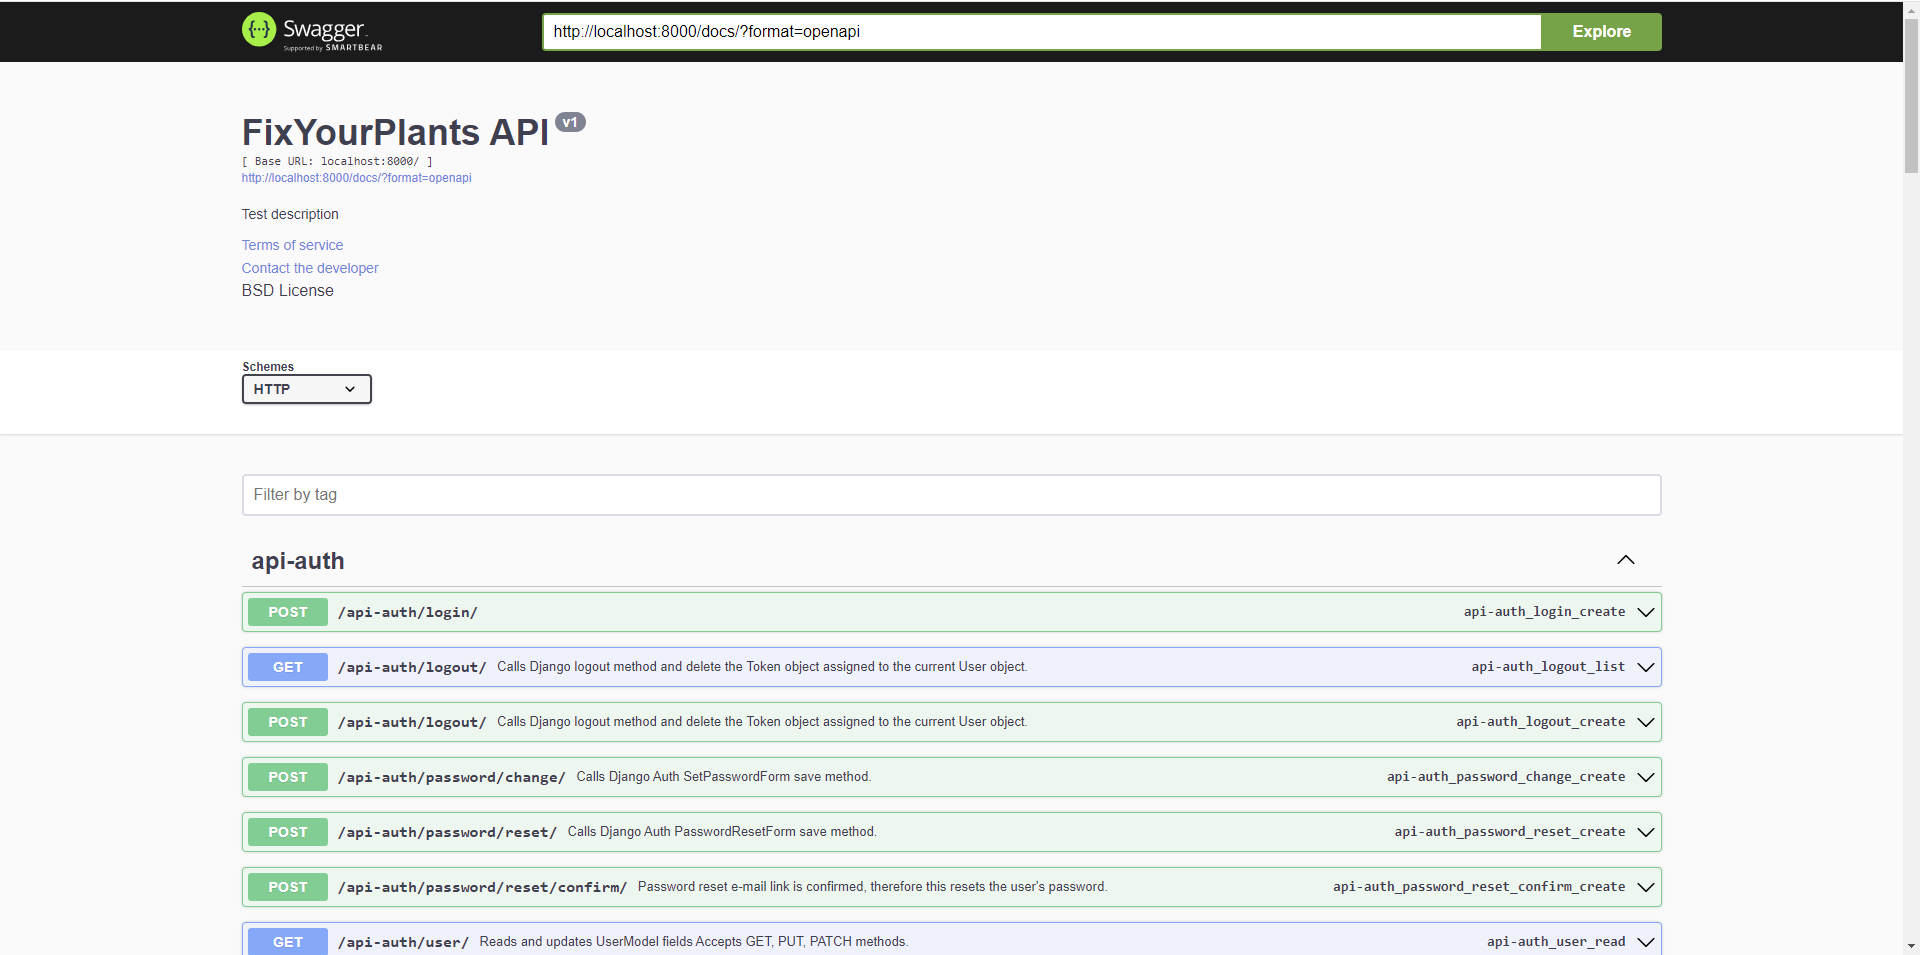 Swagger
Supported by SMARTBEAR
http://localhost:8000/docs/?format=openapi
Explore
FixYourPlants API v1
[ Base URL: localhost:8000/ ]
http://localhost:8000/docs/?format=openapi
Test description
Terms of service
Contact the developer
BSD License
Schemes
HTTP
Filter by tag
api-auth
POST /api-auth/login/ api-auth_login_create
GET /api-auth/logout/ Calls Django logout method and delete the Token object assigned to the current User object. api-auth_logout_list
POST /api-auth/logout/ Calls Django logout method and delete the Token object assigned to the current User object. api-auth_logout_create
POST /api-auth/password/change/ Calls Django Auth SetPasswordForm save method. api-auth_password_change_create
POST /api-auth/password/reset/ Calls Django Auth PasswordResetForm save method. api-auth_password_reset_create
POST /api-auth/password/reset/confirm/ Password reset e-mail link is confirmed, therefore this resets the user's password. api-auth_password_reset_confirm_create
GET /api-auth/user/ Reads and updates UserModel fields Accepts GET, PUT, PATCH methods. api-auth_user_read